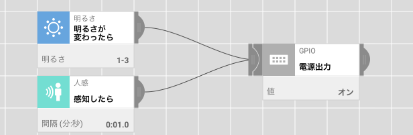 明るさ
明るさが
変わったら
明るさ 1~3
人感
感知したら
間隔(分:秒) 0:01.0
GPIO
電源出力
値 オン